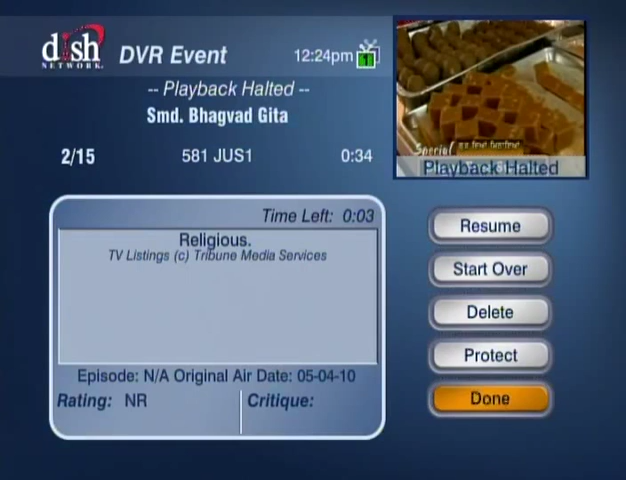 dish
NETWORK.
DVR Event
12:24pm
1
-- Playback Halted --
Smd. Bhagvad Gita
2/15
581 JUS1
0:34
Special
Playback Halted
Time Left: 0:03
Religious.
TV Listings (c) Tribune Media Services
Episode: N/A Original Air Date: 05-04-10
Rating: NR
Critique:
Resume
Start Over
Delete
Protect
Done